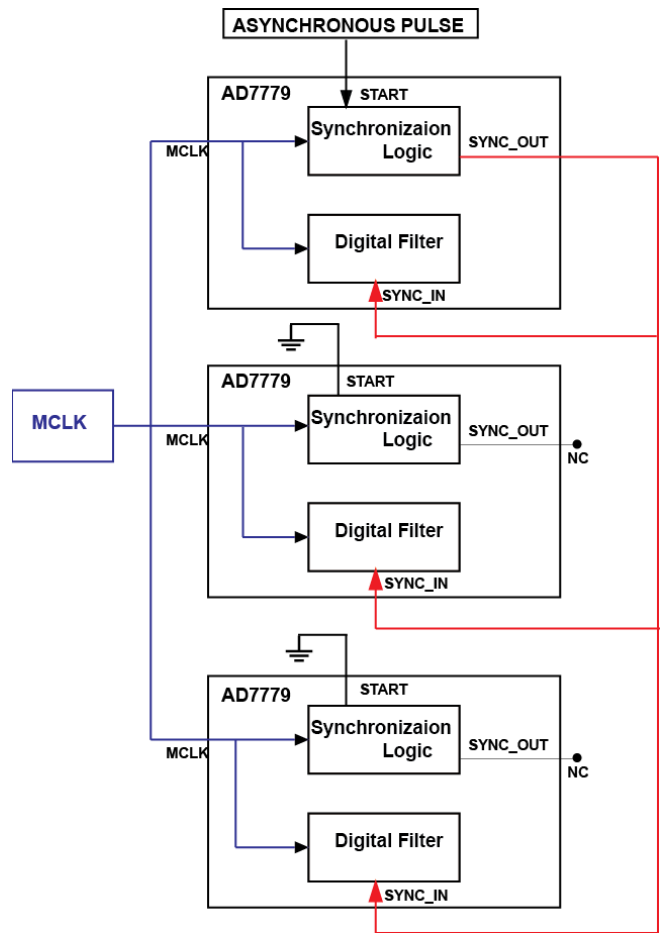 ASYNCHRONOUS PULSE
AD7779
START
Synchronizaion
Logic
SYNC_OUT
MCLK
Digital Filter
SYNC_IN
AD7779
START
MCLK
Synchronizaion
Logic
SYNC_OUT
MCLK
NC
Digital Filter
SYNC_IN
AD7779
START
Synchronizaion
Logic
SYNC_OUT
MCLK
NC
Digital Filter
SYNC_IN